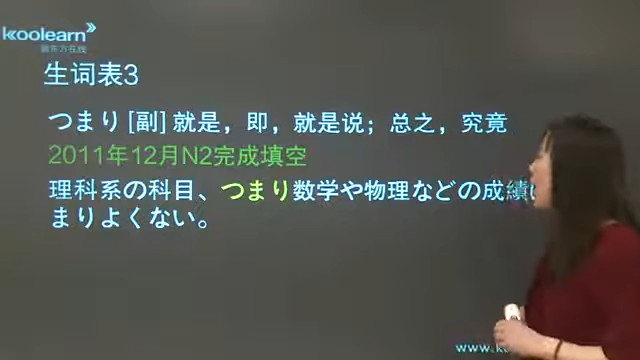 koolearn
新东方在线
生词表3
つまり [副] 就是，即，就是说；总之，究竟
2011年12月N2完成填空
理科系の科目、つまり数学や物理などの成績
まりよくない。
www.k